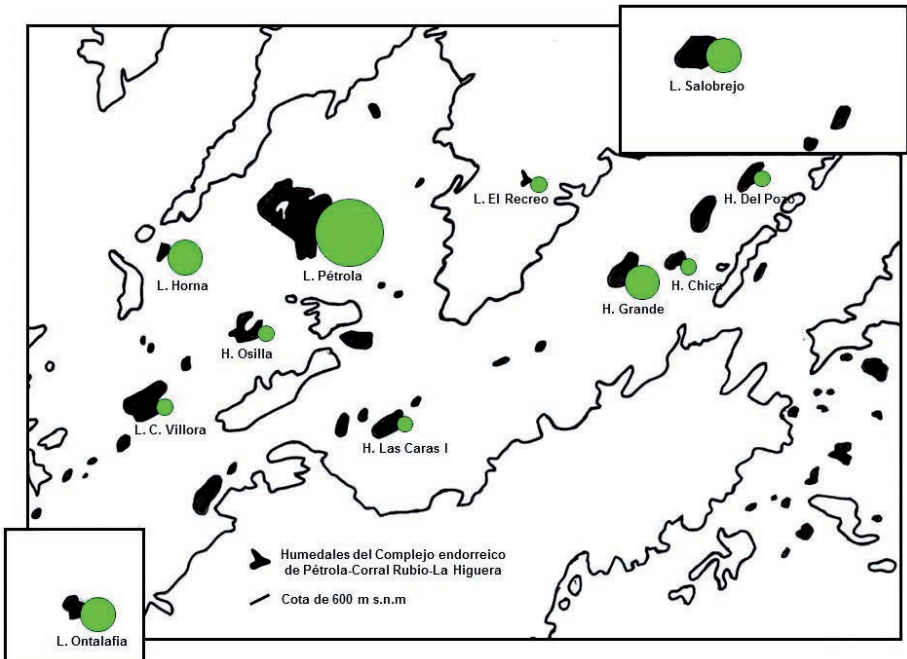 L. Salobrejo
L. El Recreo
H. Del Pozo
L. Pétrola
L. Horna
H. Chica
H. Grande
H. Osilla
L. C. Villora
H. Las Caras I
Humedales del Complejo endorreico
de Pétrola-Corral Rubio-La Higuera
Cota de 600 m s.n.m
L. Ontalafia